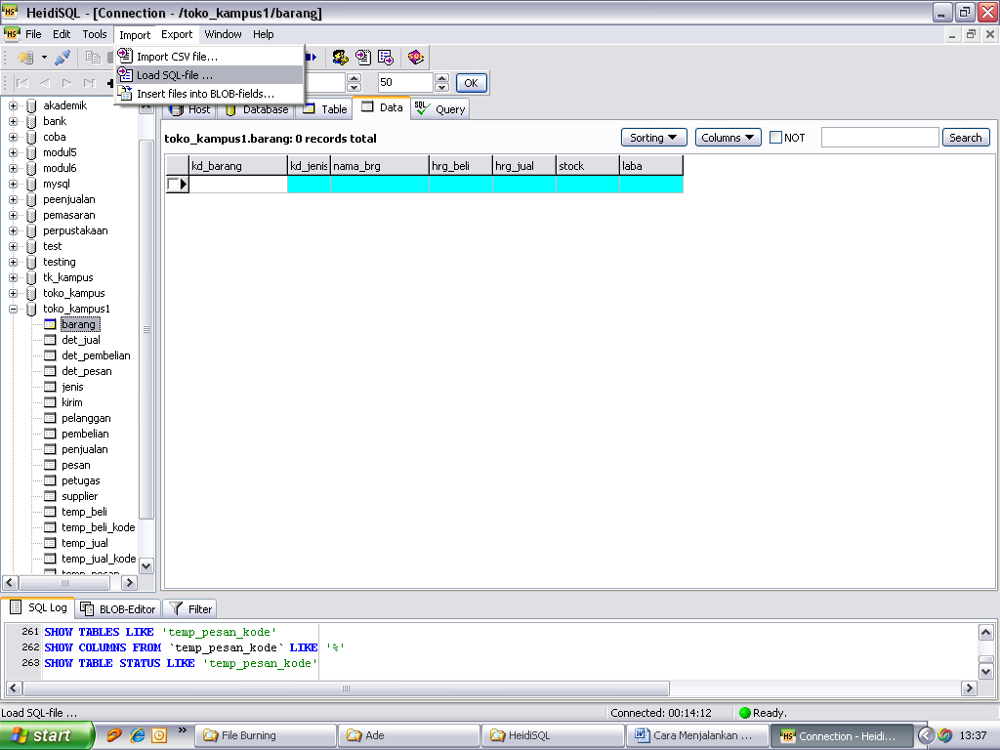 HeidiSQL - [Connection - /toko_kampus1/barang]
File Edit Tools Import Export Window Help
Import CSV file...
Load SQL-file ...
Insert files into BLOB-fields...
50 OK
Host Database Table Data Query
toko_kampus1.barang: 0 records total
Sorting Columns NOT Search
kd_barang kd_jenis nama_brg hrg_beli hrg_jual stock laba
akademik
bank
coba
modul5
modul6
mysql
peenjualan
pemasaran
perpustakaan
test
testing
tk_kampus
toko_kampus
toko_kampus1
barang
det_jual
det_pembelian
det_pesan
jenis
kirim
pelanggan
pembelian
penjualan
pesan
petugas
supplier
temp_beli
temp_beli_kode
temp_jual
temp_jual_kode
temp_pesan
SQL Log BLOB-Editor Filter
261 SHOW TABLES LIKE 'temp_pesan_kode'
262 SHOW COLUMNS FROM `temp_pesan_kode` LIKE '%'
263 SHOW TABLE STATUS LIKE 'temp_pesan_kode'
Load SQL-file ... Connected: 00:14:12 Ready.
start File Burning Ade HeidiSQL Cara Menjalankan ... Connection - Heidi... 13:37